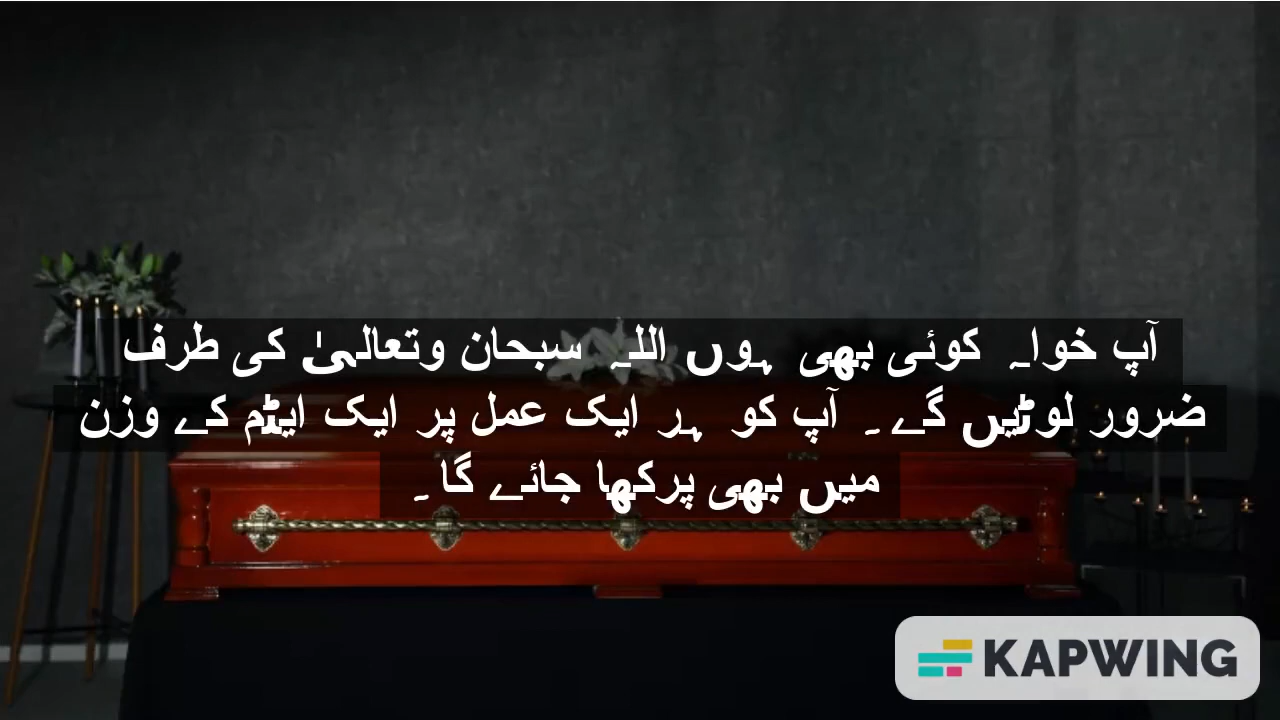 آپ خواہ کوئی بھی ہوں اللہ سبحان وتعالیٰ کی طرف
ضرور لوٹیں گے۔ آپ کو ہر ایک عمل پر ایک ایٹم کے وزن
میں بھی پرکھا جائے گا۔
KAPWING